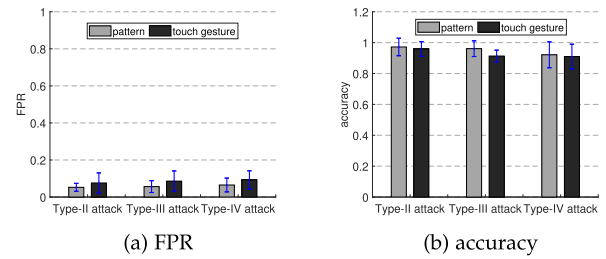 1
0.8
0.6
0.4
0.2
0
FPR
pattern touch gesture
Type-II attack Type-III attack Type-IV attack
(a) FPR
1.2
1
0.8
0.6
0.4
0.2
0
accuracy
pattern touch gesture
Type-II attack Type-III attack Type-IV attack
(b) accuracy